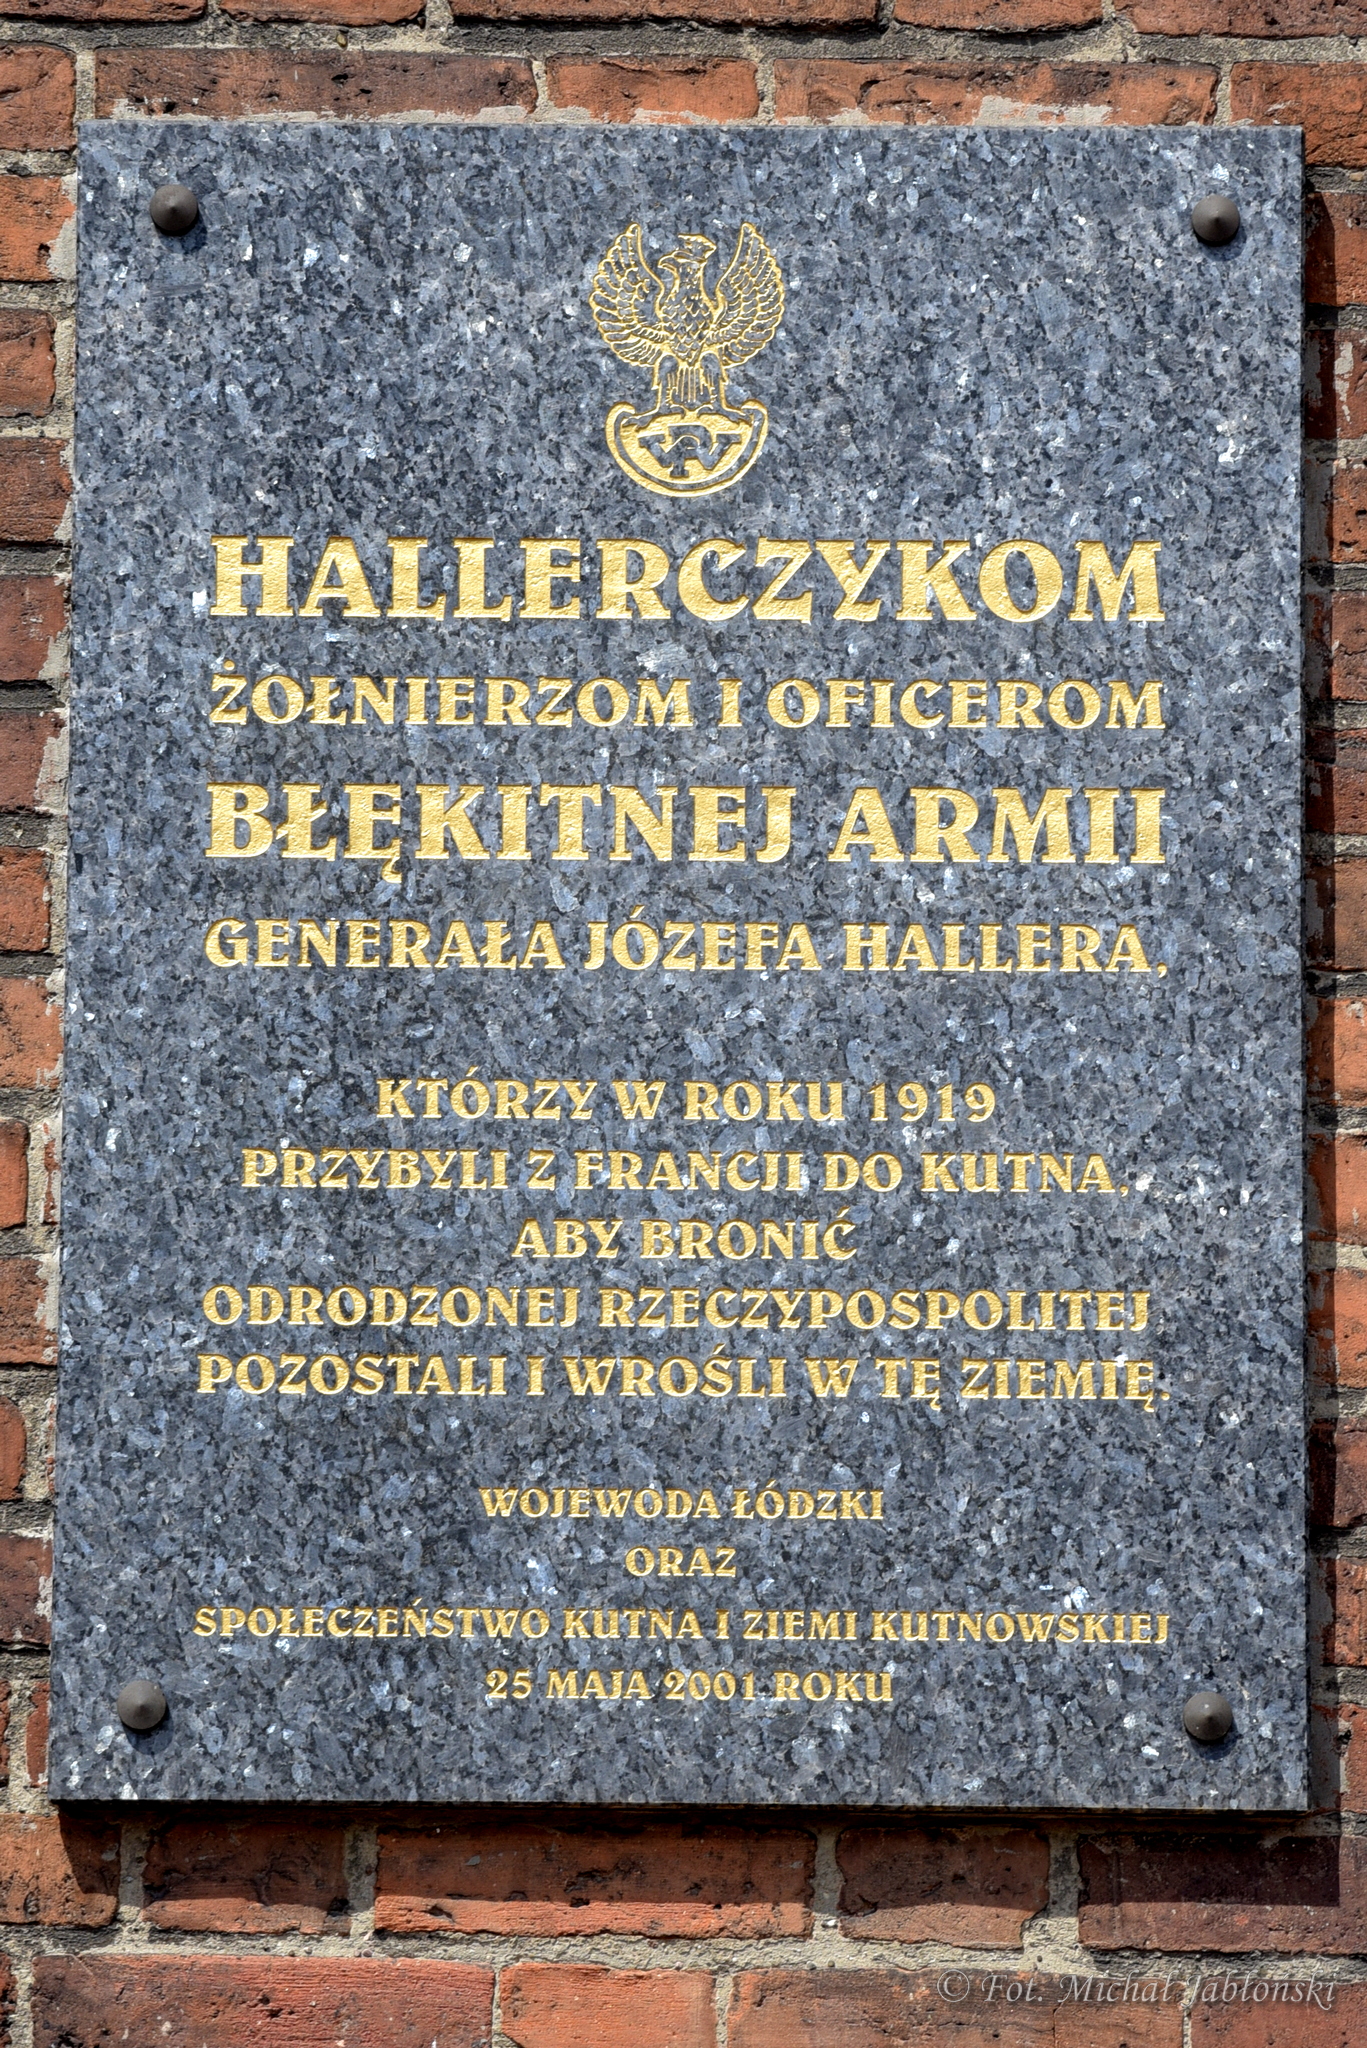 HALLERCZYKOM
ŻOŁNIERZOM I OFICEROM
BŁĘKITNEJ ARMII
GENERAŁA JÓZEFA HALLERA,
KTÓRZY W ROKU 1919
PRZYBYLI Z FRANCJI DO KUTNA,
ABY BRONIĆ
ODRODZONEJ RZECZYPOSPOLITEJ
POZOSTALI I WROŚLI W TĘ ZIEMIĘ.
WOJEWODA ŁÓDZKI
ORAZ
SPOŁECZEŃSTWO KUTNA I ZIEMI KUTNOWSKIEJ
25 MAJA 2001 ROKU
© Fot. Michał Jabłoński